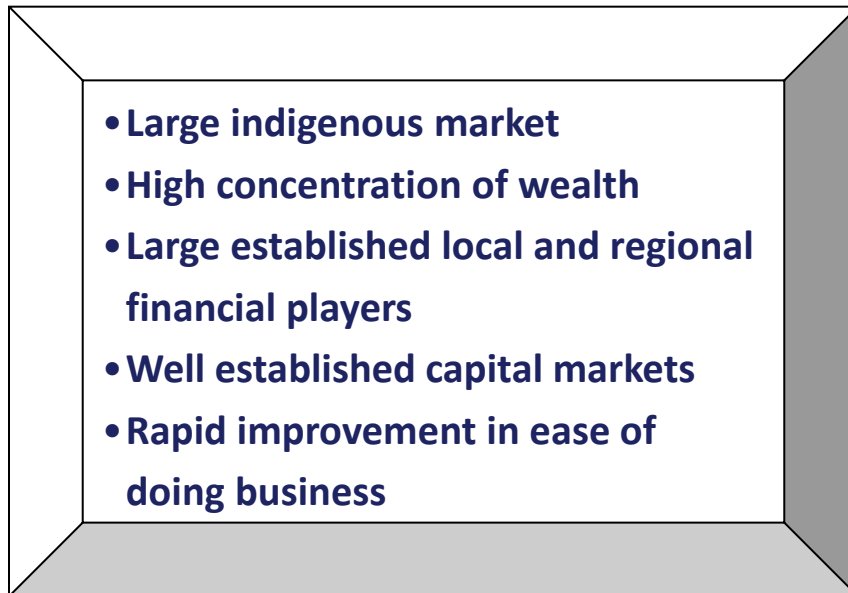 •Large indigenous market
•High concentration of wealth
•Large established local and regional
financial players
•Well established capital markets
•Rapid improvement in ease of
doing business